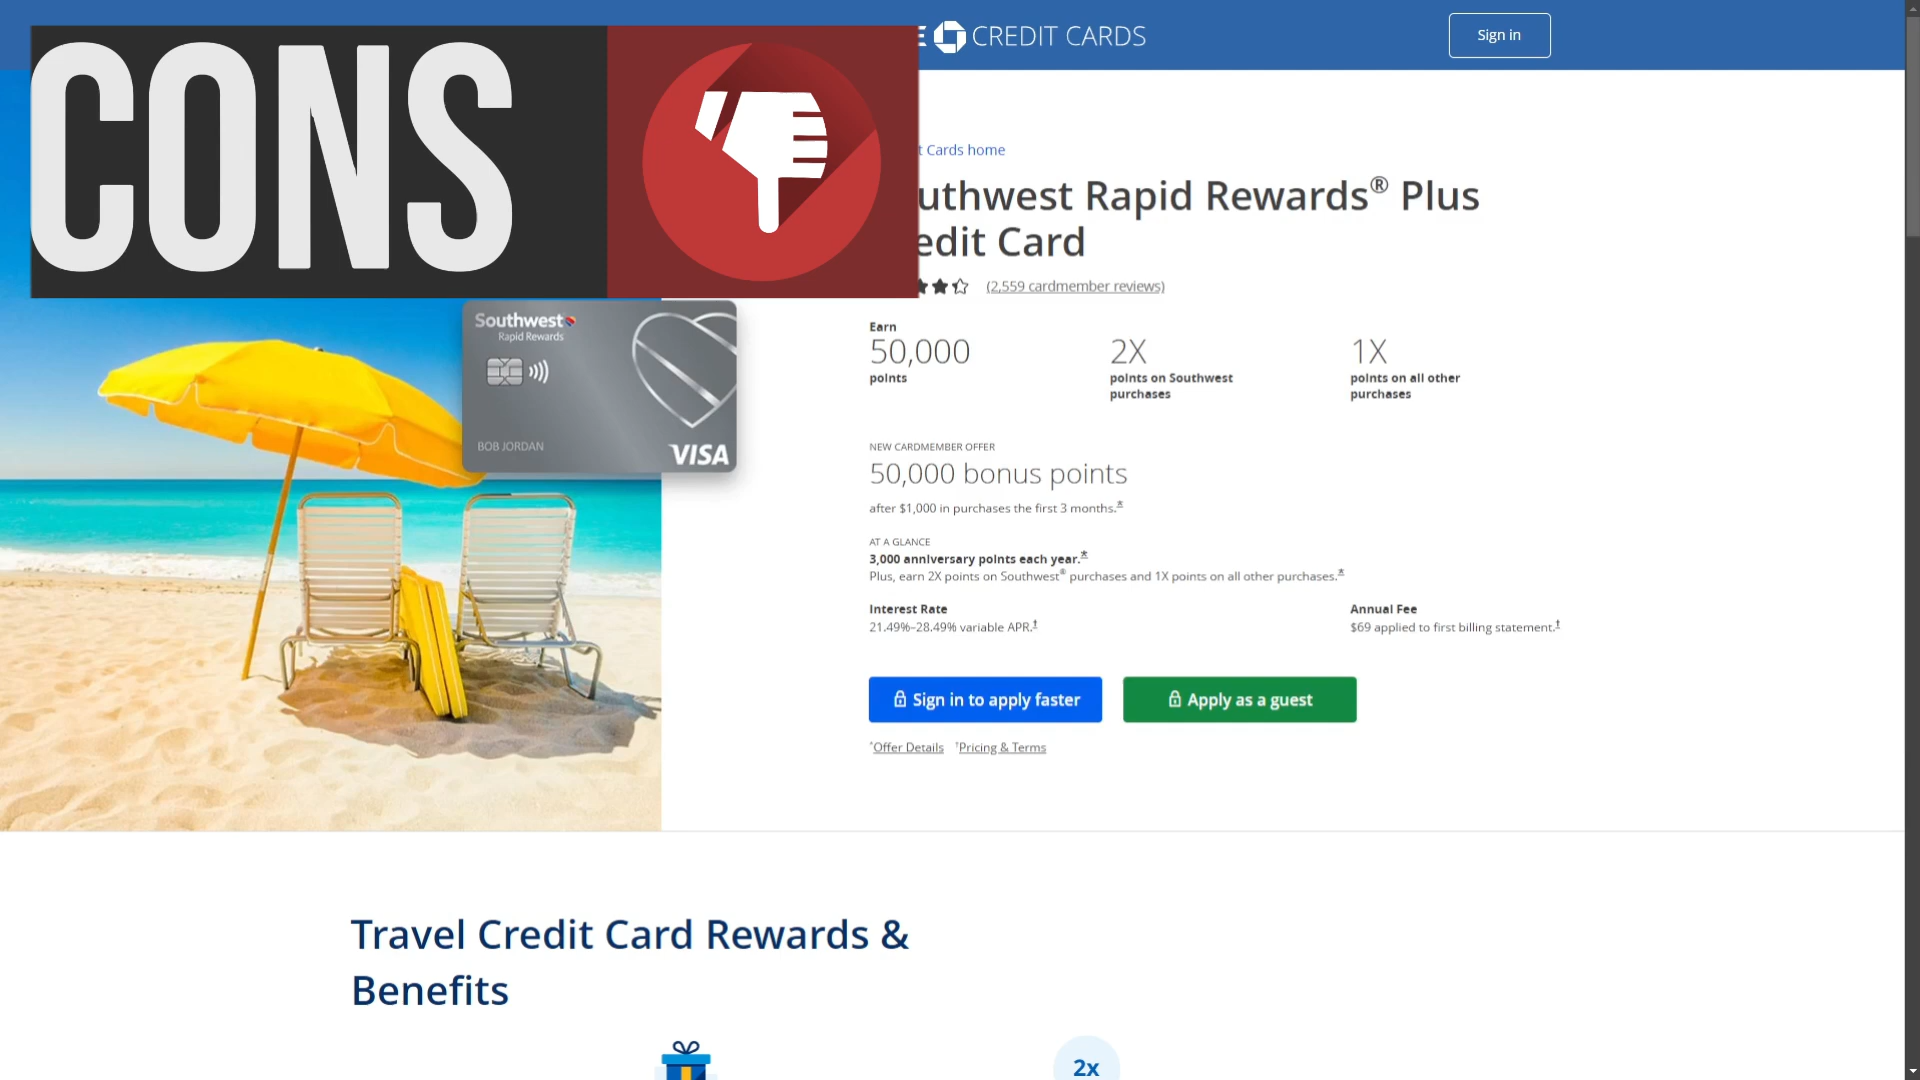 CONS
CREDIT CARDS
Sign in
Cards home
Rapid Rewards® Plus
Card
(2,559 cardmember reviews)
Southwest
Rapid Rewards
BOB JORDAN
VISA
Earn
50,000
points
2X
points on Southwest
purchases
1X
points on all other
purchases
NEW CARDMEMBER OFFER
50,000 bonus points
after $1,000 in purchases the first 3 months.*
AT A GLANCE
3,000 anniversary points each year.*
Plus, earn 2X points on Southwest® purchases and 1X points on all other purchases.*
Interest Rate
21.49%–28.49% variable APR.†
Annual Fee
$69 applied to first billing statement.†
Sign in to apply faster
Apply as a guest
*Offer Details
†Pricing & Terms
Travel Credit Card Rewards &
Benefits
2x